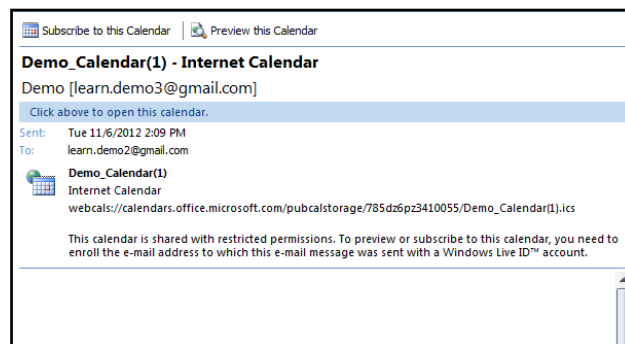 Subscribe to this Calendar Preview this Calendar
Demo_Calendar(1) - Internet Calendar
Demo [learn.demo3@gmail.com]
Click above to open this calendar.
Sent: Tue 11/6/2012 2:09 PM
To: learn.demo2@gmail.com
Demo_Calendar(1)
Internet Calendar
webcals://calendars.office.microsoft.com/pubcalstorage/785dz6pz3410055/Demo_Calendar(1).ics
This calendar is shared with restricted permissions. To preview or subscribe to this calendar, you need to
enroll the e-mail address to which this e-mail message was sent with a Windows Live ID™ account.